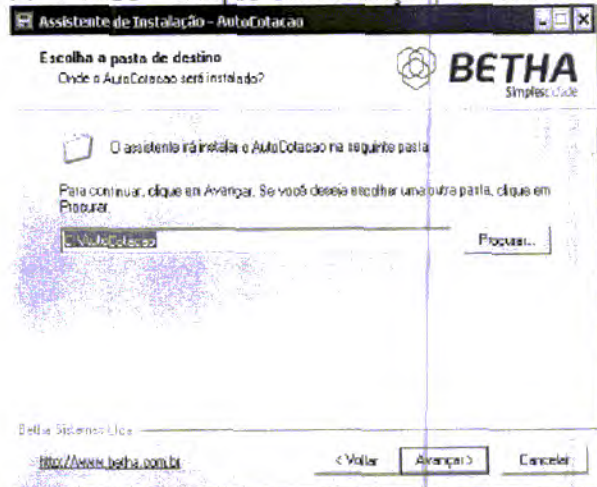 Assistente de Instalação - AutoCotacao
Escolha a pasta de destino
Onde o AutoCotacao será instalado?
BETHA
Simplescidade
O assistente irá instalar o AutoCotacao na seguinte pasta
Para continuar, clique em Avançar. Se você deseja escolher uma outra pasta, clique em
Procurar.
C:\AutoCotacao
Procurar...
Betha Sistemas Ltda
http://www.betha.com.br
< Voltar
Avançar >
Cancelar